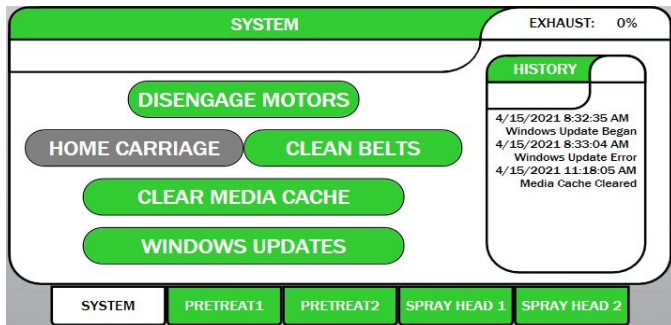 SYSTEM
EXHAUST: 0%
HISTORY
DISENGAGE MOTORS
HOME CARRIAGE
CLEAN BELTS
CLEAR MEDIA CACHE
WINDOWS UPDATES
4/15/2021 8:32:35 AM
Windows Update Began
4/15/2021 8:33:04 AM
Windows Update Error
4/15/2021 11:18:05 AM
Media Cache Cleared
SYSTEM
PRETREAT1
PRETREAT2
SPRAY HEAD 1
SPRAY HEAD 2